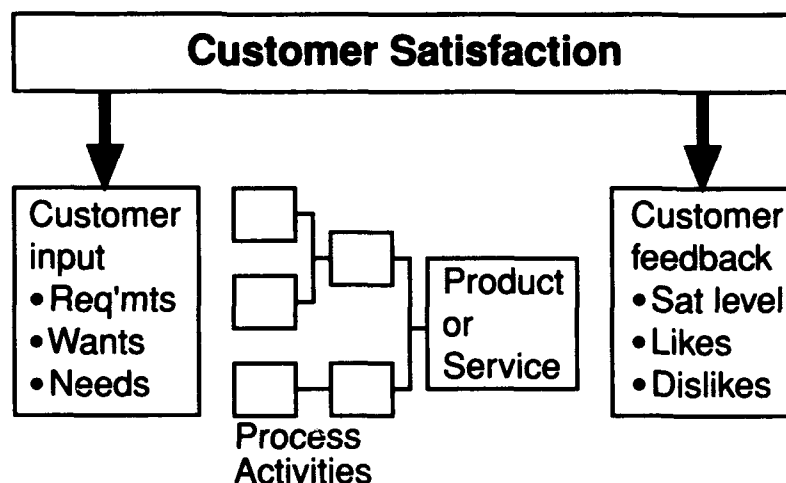 Customer Satisfaction
Customer
input
•Req'mts
•Wants
•Needs
Process
Activities
Product
or
Service
Customer
feedback
•Sat level
•Likes
•Dislikes